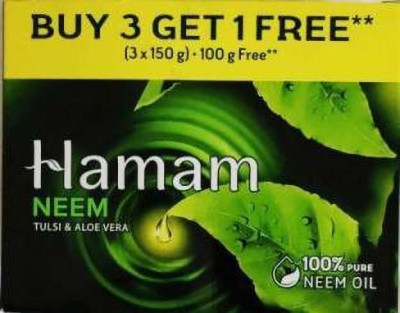 BUY 3 GET 1 FREE**
(3 x 150 g) • 100 g Free**
Hamam
NEEM
TULSI & ALOE VERA
100% PURE
NEEM OIL